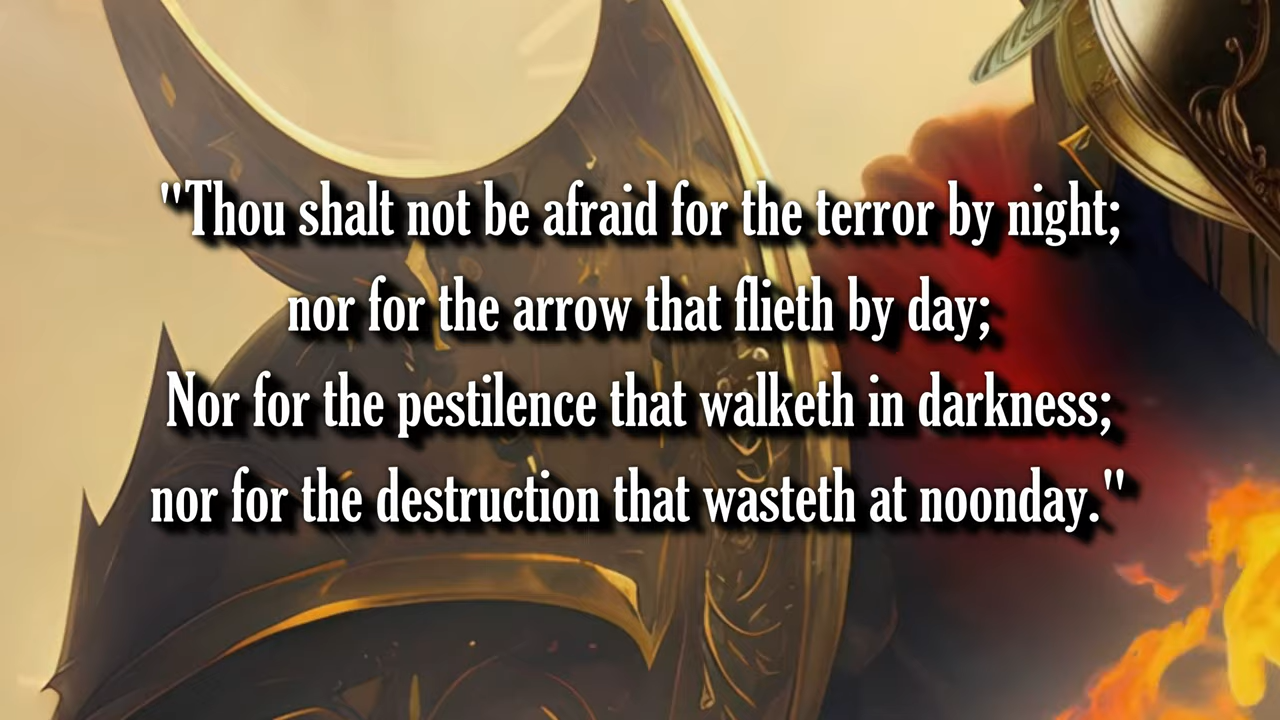 "Thou shalt not be afraid for the terror by night;
nor for the arrow that flieth by day;
Nor for the pestilence that walketh in darkness;
nor for the destruction that wasteth at noonday."